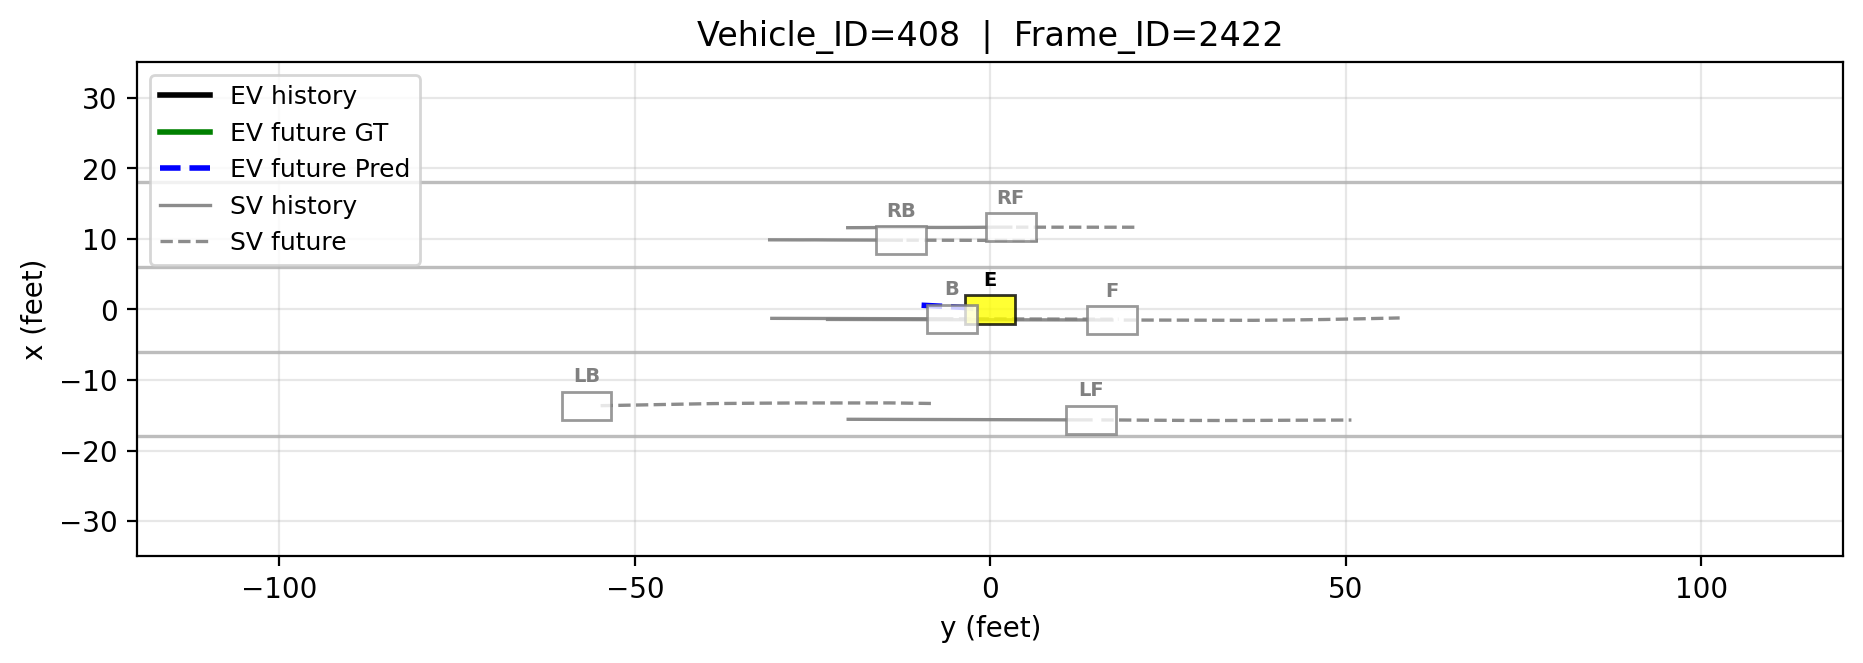 Vehicle_ID=408 | Frame_ID=2422
EV history
EV future GT
EV future Pred
SV history
SV future
30
20
10
0
−10
−20
−30
x (feet)
RB
RF
B
E
F
LB
LF
−100
−50
0
50
100
y (feet)